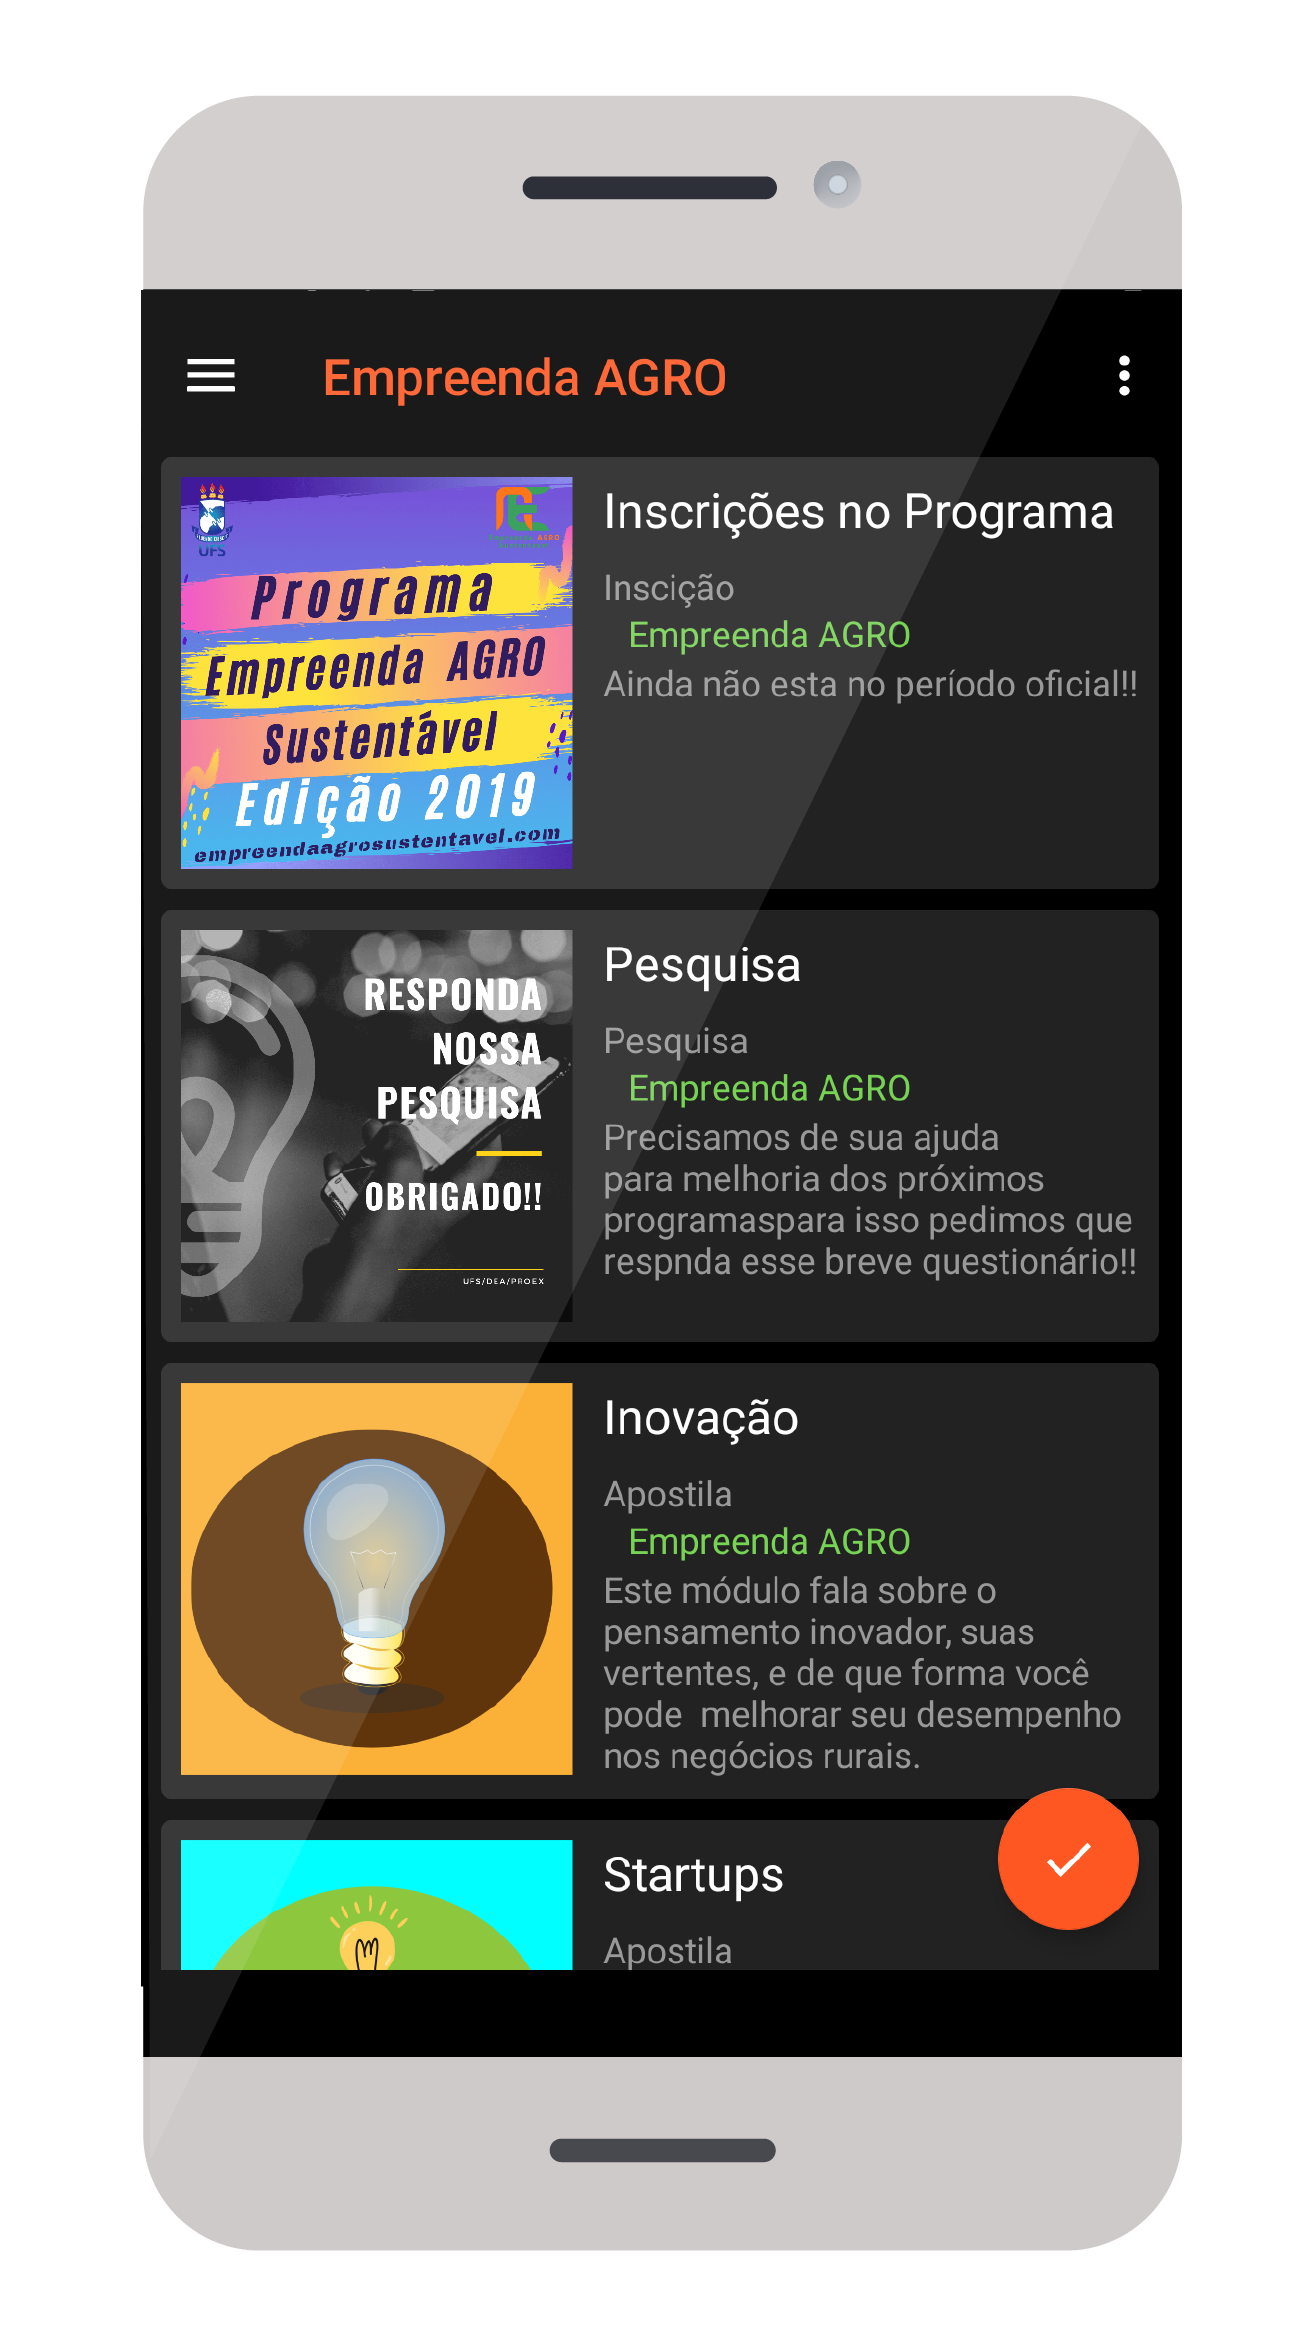 Empreenda AGRO
UFS
Programa
Empreenda AGRO
Sustentável
Edição 2019
empreendaagrosustentavel.com
Inscrições no Programa
Inscição
Empreenda AGRO
Ainda não esta no período oficial!!
RESPONDA
NOSSA
PESQUISA
OBRIGADO!!
UFS/DEA/PROEX
Pesquisa
Pesquisa
Empreenda AGRO
Precisamos de sua ajuda
para melhoria dos próximos
programaspara isso pedimos que
respnda esse breve questionário!!
Inovação
Apostila
Empreenda AGRO
Este módulo fala sobre o
pensamento inovador, suas
vertentes, e de que forma você
pode  melhorar seu desempenho
nos negócios rurais.
Startups
Apostila